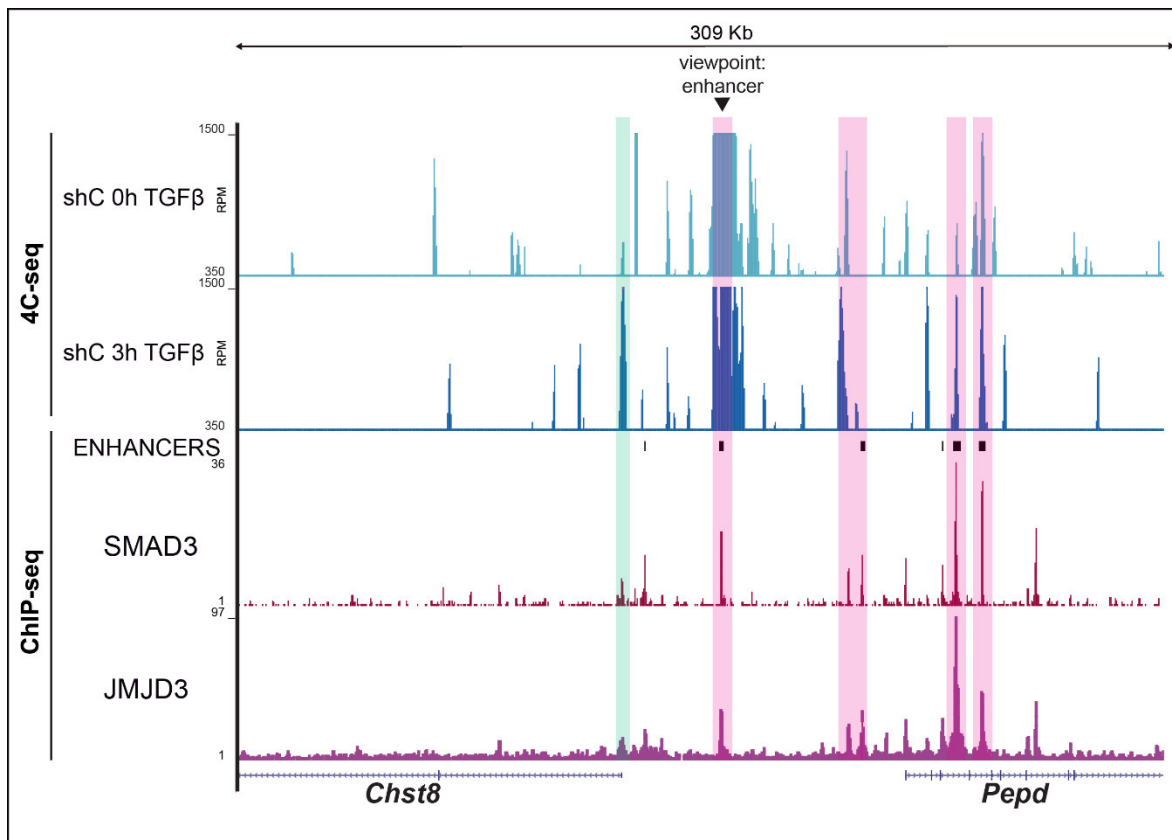 309 Kb
viewpoint:
enhancer
4C-seq
1500
RPM
shC 0h TGFβ
350
1500
RPM
shC 3h TGFβ
350
ENHANCERS
ChIP-seq
36
SMAD3
1
97
JMJD3
1
Chst8
Pepd